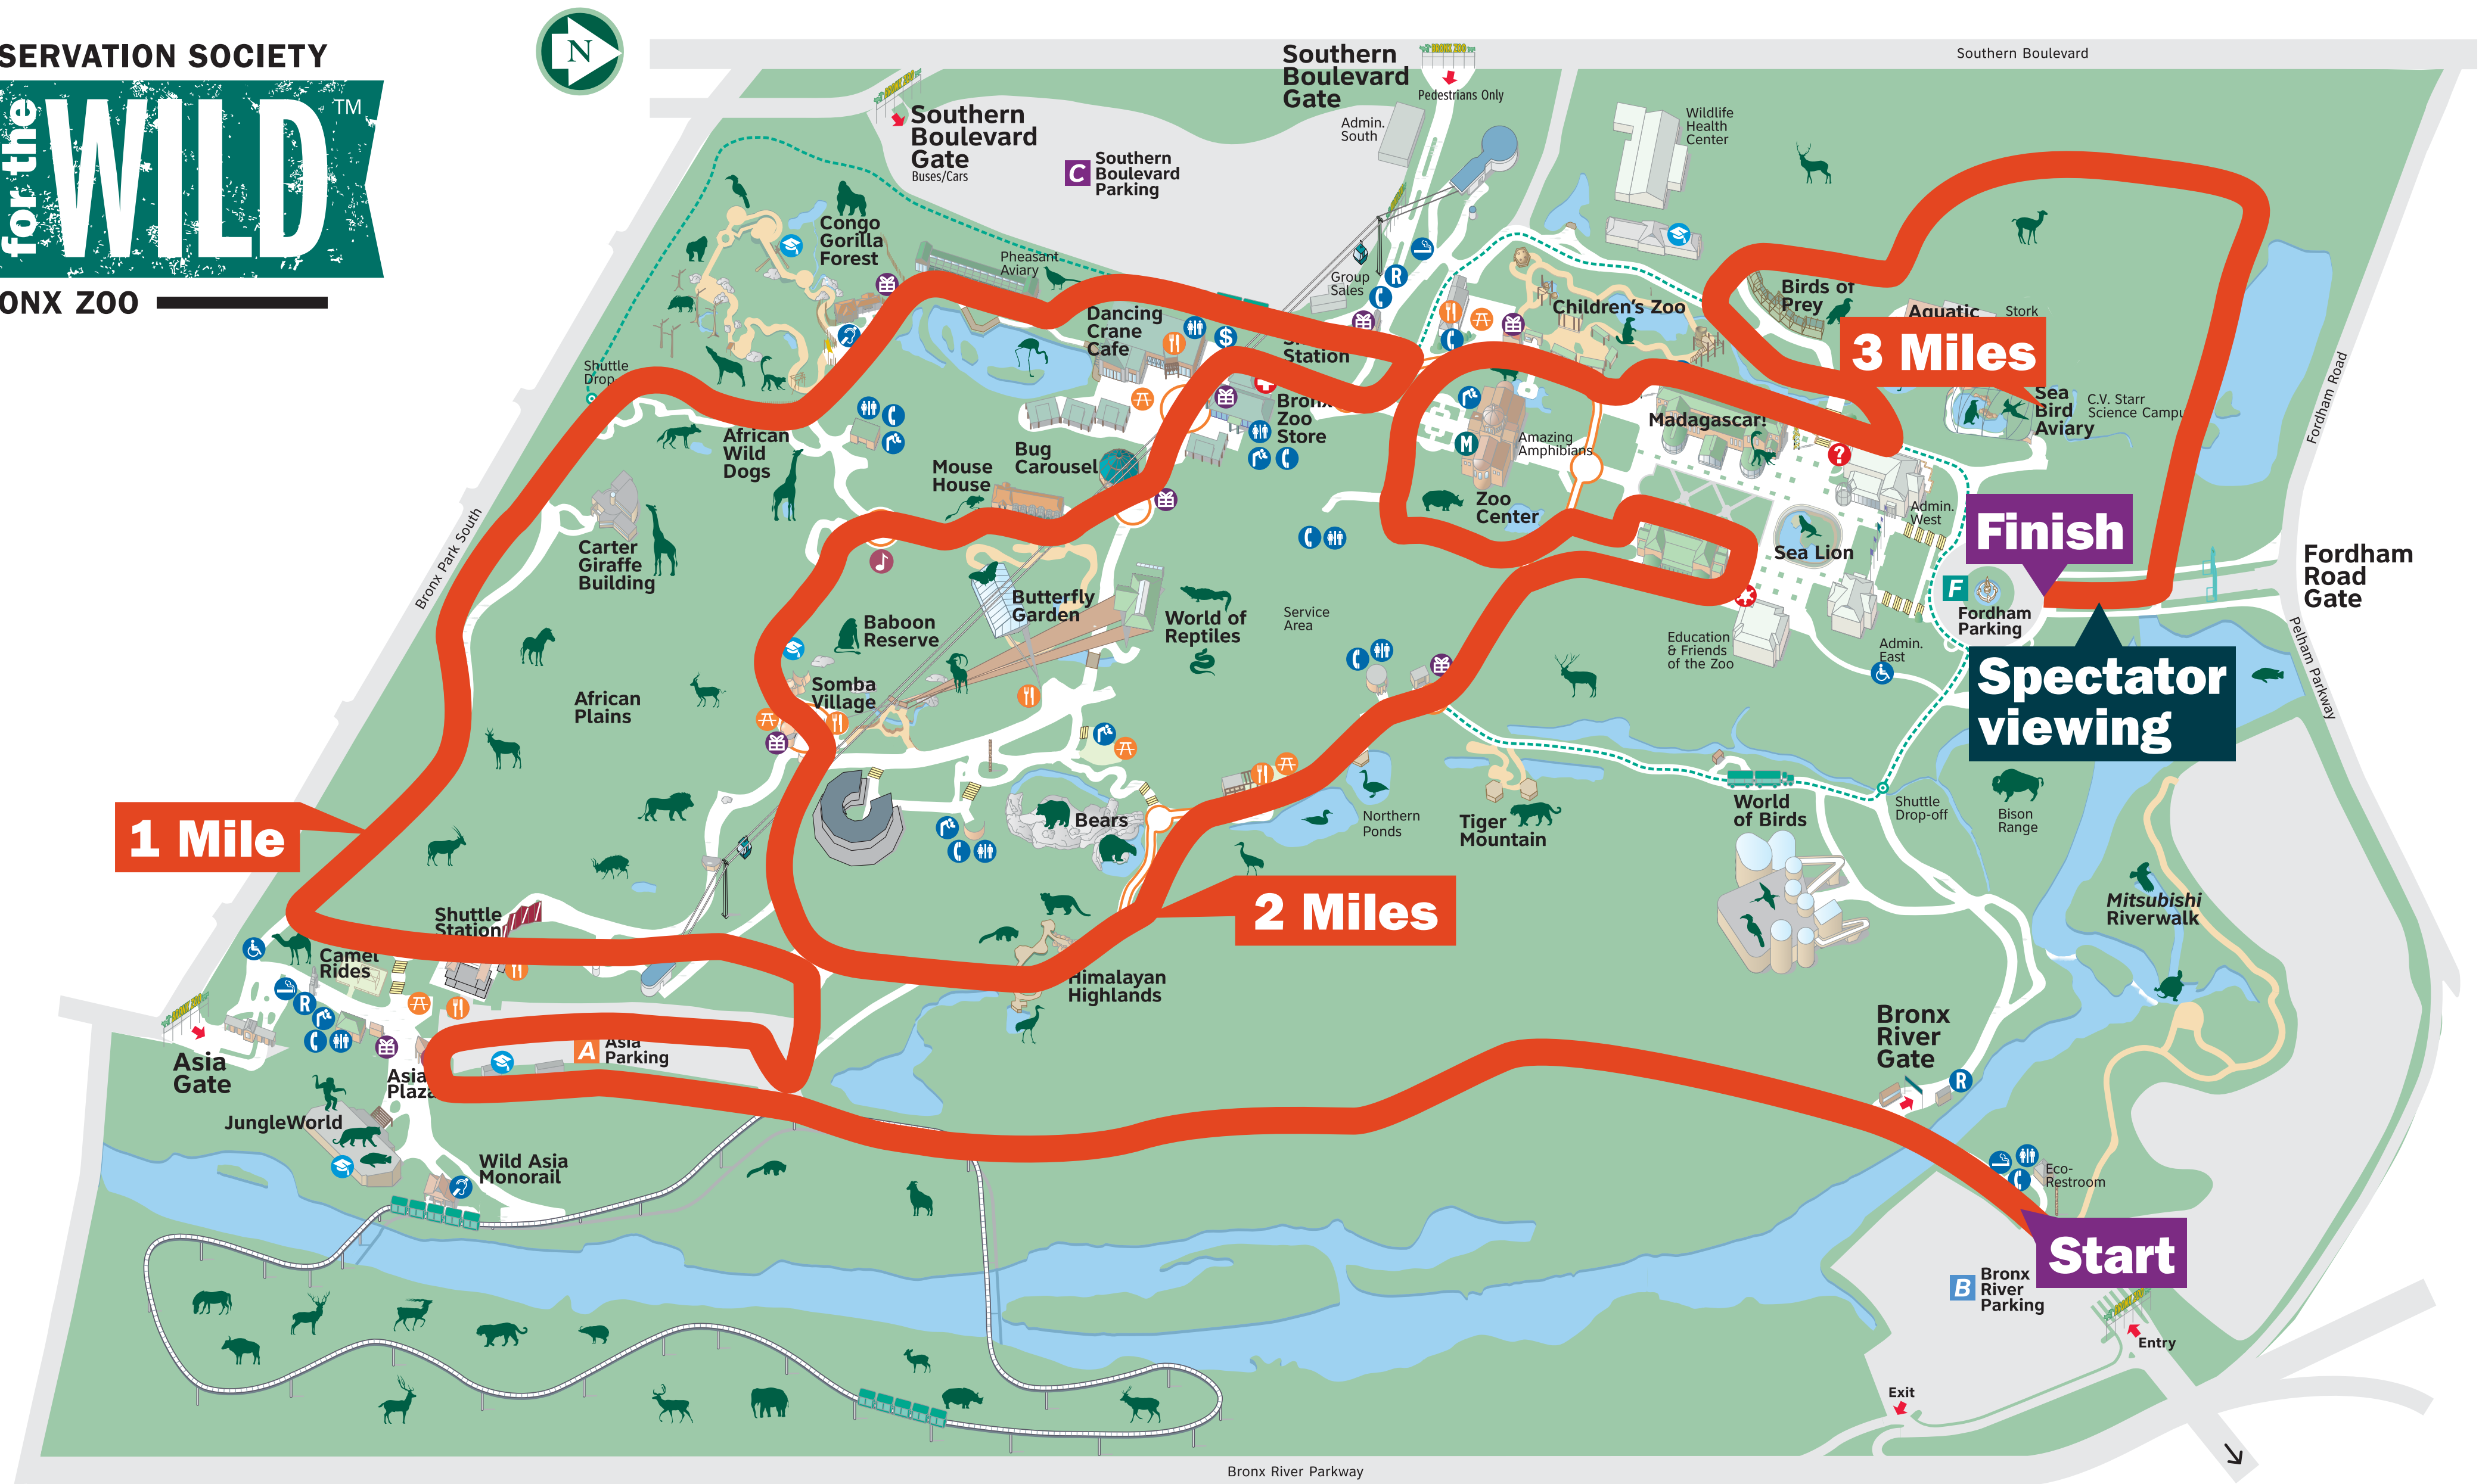 SERVATION SOCIETY
for the
WILD™
ONX ZOO
N
Southern Boulevard
Southern
Boulevard
Gate
BRONX ZOO
Pedestrians Only
Southern
Boulevard
Gate
Buses/Cars
C
Southern
Boulevard
Parking
Admin.
South
Wildlife
Health
Center
Congo
Gorilla
Forest
Pheasant
Aviary
Group
Sales
R
Children's Zoo
Birds of
Prey
Aquatic
Stork
3 Miles
Dancing
Crane
Cafe
$
Station
Shuttle
Drop-
Sea
Bird
Aviary
C.V. Starr
Science Campu
Fordham Road
African
Wild
Dogs
Bug
Carousel
Mouse
House
Bronx
Zoo
Store
M
Amazing
Amphibians
Madagascar!
?
Zoo
Center
Admin.
West
Finish
Sea Lion
Bronx Park South
Carter
Giraffe
Building
Baboon
Reserve
Butterfly
Garden
World of
Reptiles
Service
Area
F
Fordham
Parking
Fordham
Road
Gate
Education
& Friends
of the Zoo
Admin.
East
Spectator
viewing
Pelham Parkway
African
Plains
Somba
Village
1 Mile
Bears
Northern
Ponds
Tiger
Mountain
World
of Birds
Shuttle
Drop-off
Bison
Range
Mitsubishi
Riverwalk
2 Miles
Shuttle
Station
Camel
Rides
R
Himalayan
Highlands
Asia
Gate
A
Asia
Parking
Asia
Plaza
Bronx
River
Gate
R
JungleWorld
Wild Asia
Monorail
Eco-
Restroom
Start
B
Bronx
River
Parking
Entry
Exit
Bronx River Parkway